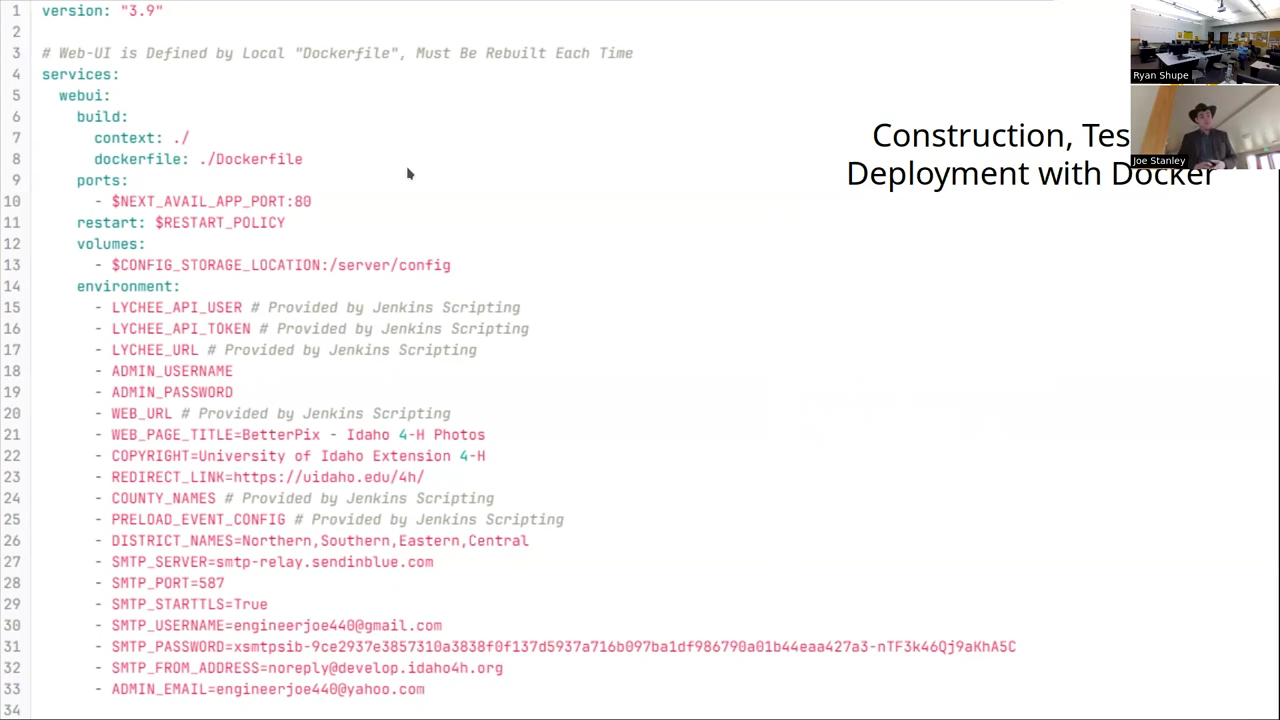 1 version: "3.9"
2
3 # Web-UI is Defined by Local "Dockerfile", Must Be Rebuilt Each Time
4 services:
5 webui:
6 build:
7 context: ./
8 dockerfile: ./Dockerfile
9 ports:
10 - $NEXT_AVAIL_APP_PORT:80
11 restart: $RESTART_POLICY
12 volumes:
13 - $CONFIG_STORAGE_LOCATION:/server/config
14 environment:
15 - LYCHEE_API_USER # Provided by Jenkins Scripting
16 - LYCHEE_API_TOKEN # Provided by Jenkins Scripting
17 - LYCHEE_URL # Provided by Jenkins Scripting
18 - ADMIN_USERNAME
19 - ADMIN_PASSWORD
20 - WEB_URL # Provided by Jenkins Scripting
21 - WEB_PAGE_TITLE=BetterPix - Idaho 4-H Photos
22 - COPYRIGHT=University of Idaho Extension 4-H
23 - REDIRECT_LINK=https://uidaho.edu/4h/
24 - COUNTY_NAMES # Provided by Jenkins Scripting
25 - PRELOAD_EVENT_CONFIG # Provided by Jenkins Scripting
26 - DISTRICT_NAMES=Northern,Southern,Eastern,Central
27 - SMTP_SERVER=smtp-relay.sendinblue.com
28 - SMTP_PORT=587
29 - SMTP_STARTTLS=True
30 - SMTP_USERNAME=engineerjoe440@gmail.com
31 - SMTP_PASSWORD=xsmtpsib-9ce2937e3857310a3838f0f137d5937a716b097ba1df986790a01b44eaa427a3-nTF3k46Qj9aKhA5C
32 - SMTP_FROM_ADDRESS=noreply@develop.idaho4h.org
33 - ADMIN_EMAIL=engineerjoe440@yahoo.com
34
Construction, Tes
Deployment with Docker
Ryan Shupe
Joe Stanley